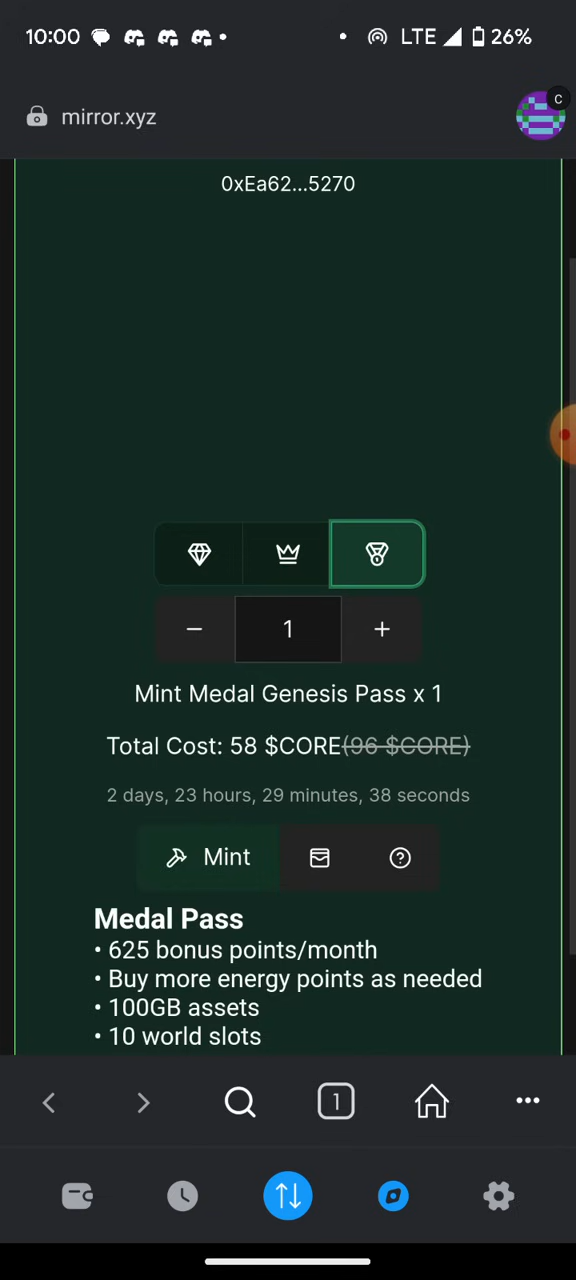 10:00
LTE 26%
mirror.xyz
C
0xEa62...5270
1
Mint Medal Genesis Pass x 1
Total Cost: 58 $CORE(96 $CORE)
2 days, 23 hours, 29 minutes, 38 seconds
Mint
Medal Pass
• 625 bonus points/month
• Buy more energy points as needed
• 100GB assets
• 10 world slots
1